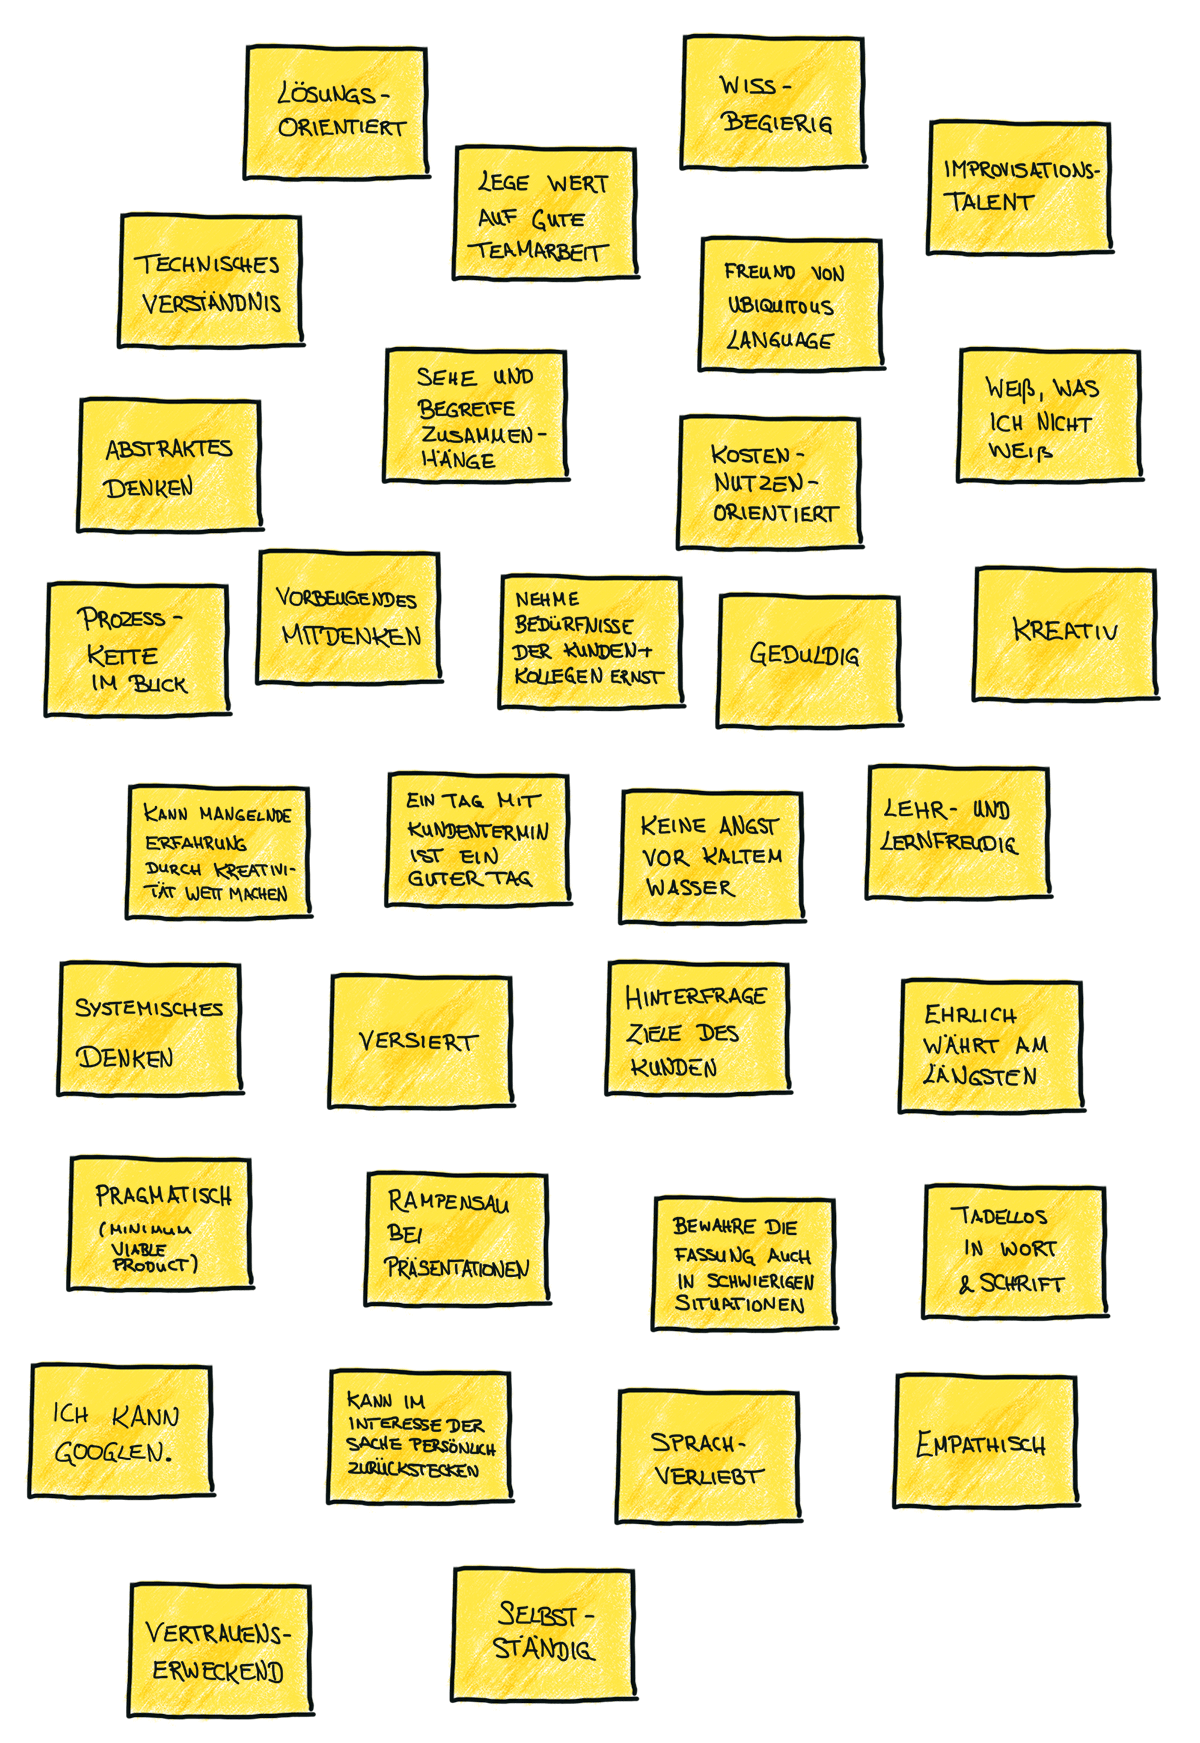 LÖSUNGS-
ORIENTIERT
WISS-
BEGIERIG
LEGE WERT
AUF GUTE
TEAMARBEIT
IMPROVISATIONS-
TALENT
TECHNISCHES
VERSTÄNDNIS
FREUND VON
UBIQUITOUS
LANGUAGE
SEHE UND
BEGREIFE
ZUSAMMEN-
HÄNGE
WEIß, WAS
ICH NICHT
WEIß
ABSTRAKTES
DENKEN
KOSTEN-
NUTZEN-
ORIENTIERT
PROZESS-
KETTE
IM BLICK
VORBEUGENDES
MITDENKEN
NEHME
BEDÜRFNISSE
DER KUNDEN+
KOLLEGEN ERNST
GEDULDIG
KREATIV
KANN MANGELNDE
ERFAHRUNG
DURCH KREATIVI-
TÄT WETT MACHEN
EIN TAG MIT
KUNDENTERMIN
IST EIN
GUTER TAG
KEINE ANGST
VOR KALTEM
WASSER
LEHR- UND
LERNFREUDIG
SYSTEMISCHES
DENKEN
VERSIERT
HINTERFRAGE
ZIELE DES
KUNDEN
EHRLICH
WÄHRT AM
LÄNGSTEN
PRAGMATISCH
(MINIMUM
VIABLE
PRODUCT)
RAMPENSAU
BEI
PRÄSENTATIONEN
BEWAHRE DIE
FASSUNG AUCH
IN SCHWIERIGEN
SITUATIONEN
TADELLOS
IN WORT
& SCHRIFT
ICH KANN
GOOGLEN.
KANN IM
INTERESSE DER
SACHE PERSÖNLICH
ZURÜCKSTECKEN
SPRACH-
VERLIEBT
EMPATHISCH
VERTRAUENS-
ERWECKEND
SELBST-
STÄNDIG